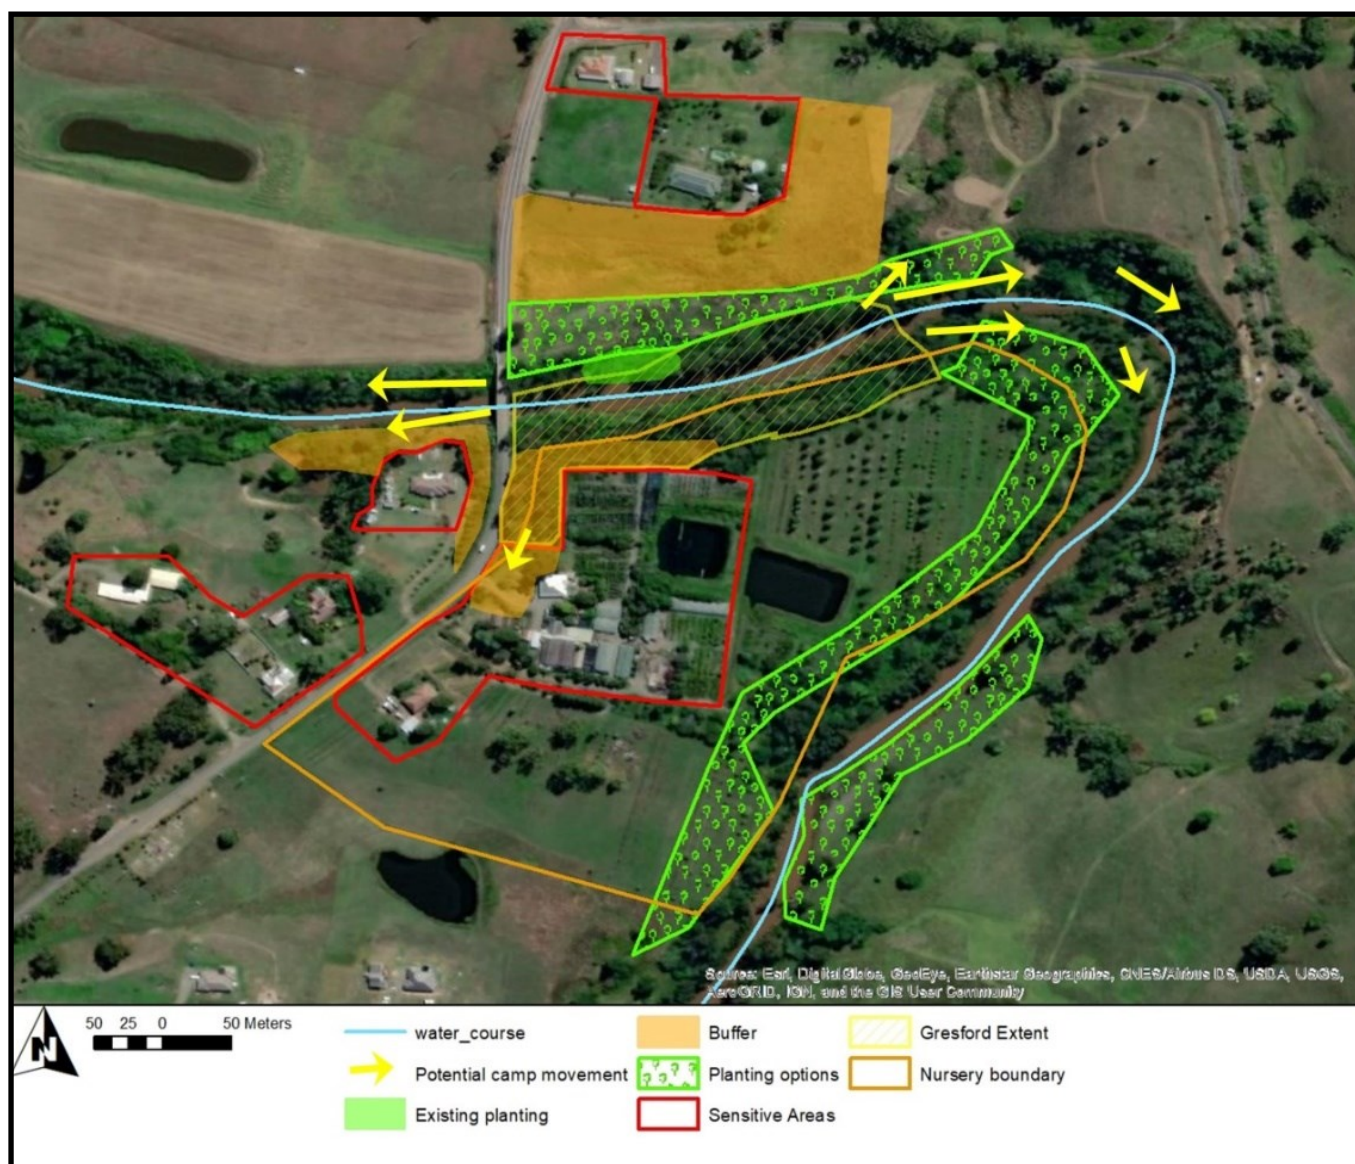 Source: Esri, DigitalGlobe, GeoEye, Earthstar Geographics, CNES/Airbus DS, USDA, USGS,
AeroGRID, IGN, and the GIS User Community
50 25 0 50 Meters
N
water_course
Buffer
Gresford Extent
Potential camp movement
Planting options
Nursery boundary
Existing planting
Sensitive Areas